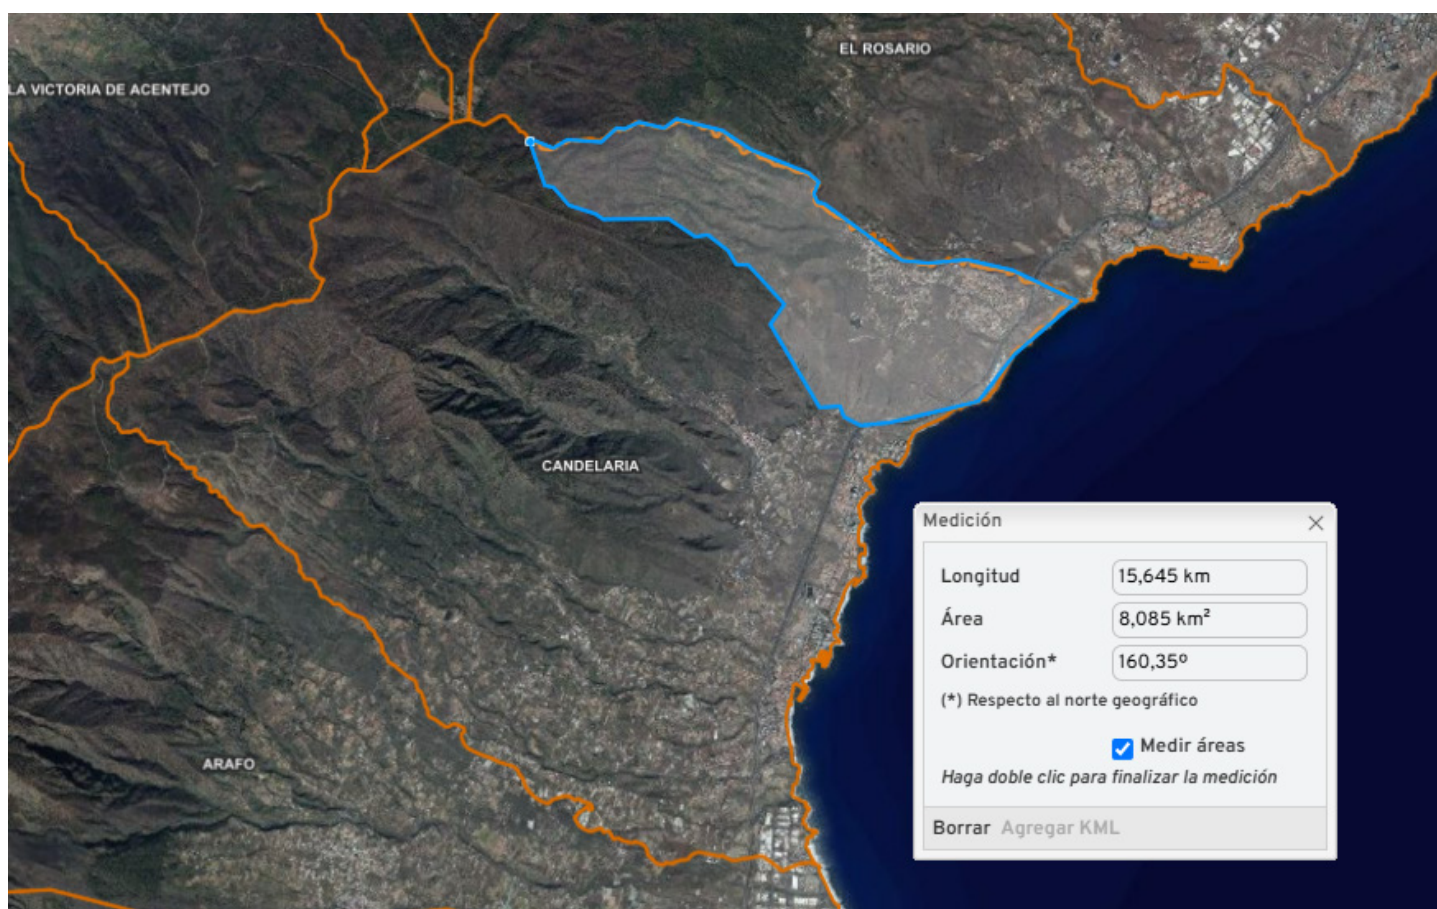 EL ROSARIO
LA VICTORIA DE ACENTEJO
CANDELARIA
ARAFO
Medición
Longitud 15,645 km
Área 8,085 km²
Orientación* 160,35º
(*) Respecto al norte geográfico
Medir áreas
Haga doble clic para finalizar la medición
Borrar Agregar KML